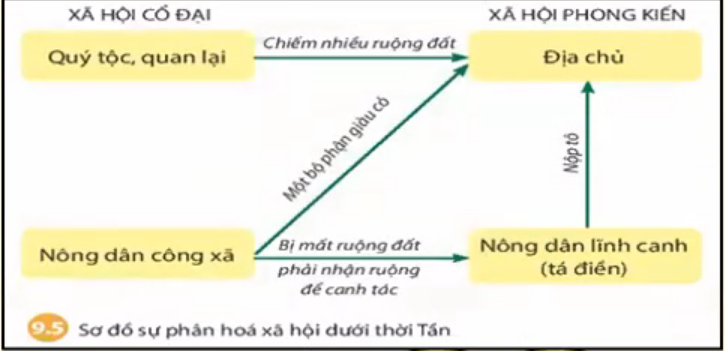 XÃ HỘI CỔ ĐẠI
XÃ HỘI PHONG KIẾN
Quý tộc, quan lại
Chiếm nhiều ruộng đất
Địa chủ
Một bộ phận giàu có
Nộp tô
Nông dân công xã
Bị mất ruộng đất
phải nhận ruộng
để canh tác
Nông dân lĩnh canh
(tá điền)
9.5 Sơ đồ sự phân hoá xã hội dưới thời Tần